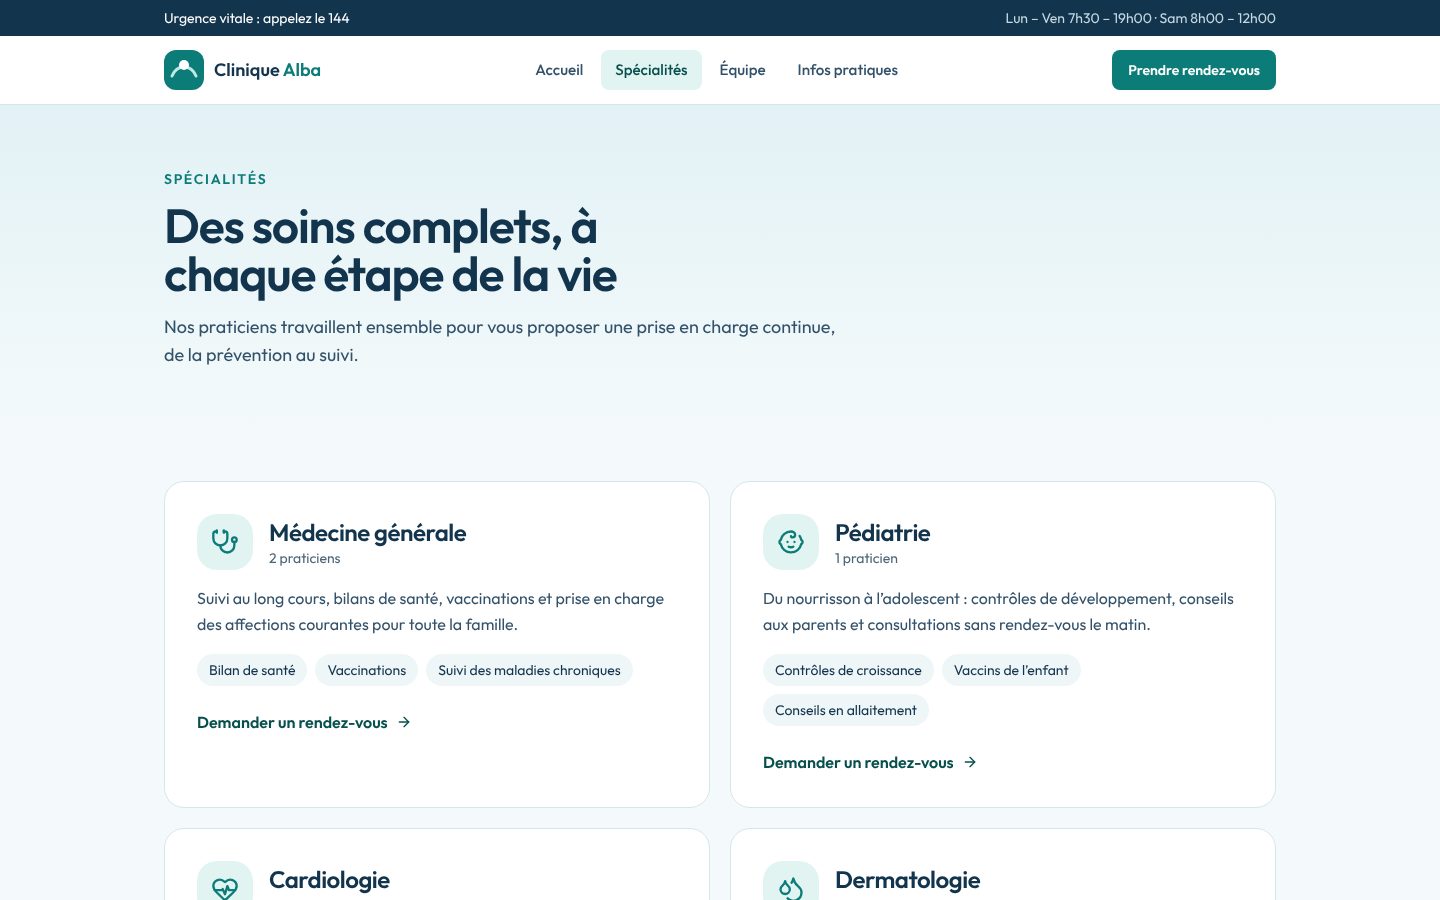 Urgence vitale : appelez le 144
Lun – Ven 7h30 – 19h00 · Sam 8h00 – 12h00
Clinique Alba
Accueil
Spécialités
Équipe
Infos pratiques
Prendre rendez-vous
SPÉCIALITÉS
Des soins complets, à
chaque étape de la vie
Nos praticiens travaillent ensemble pour vous proposer une prise en charge continue,
de la prévention au suivi.
Médecine générale
2 praticiens
Suivi au long cours, bilans de santé, vaccinations et prise en charge
des affections courantes pour toute la famille.
Bilan de santé
Vaccinations
Suivi des maladies chroniques
Demander un rendez-vous
Pédiatrie
1 praticien
Du nourrisson à l’adolescent : contrôles de développement, conseils
aux parents et consultations sans rendez-vous le matin.
Contrôles de croissance
Vaccins de l’enfant
Conseils en allaitement
Demander un rendez-vous
Cardiologie
Dermatologie